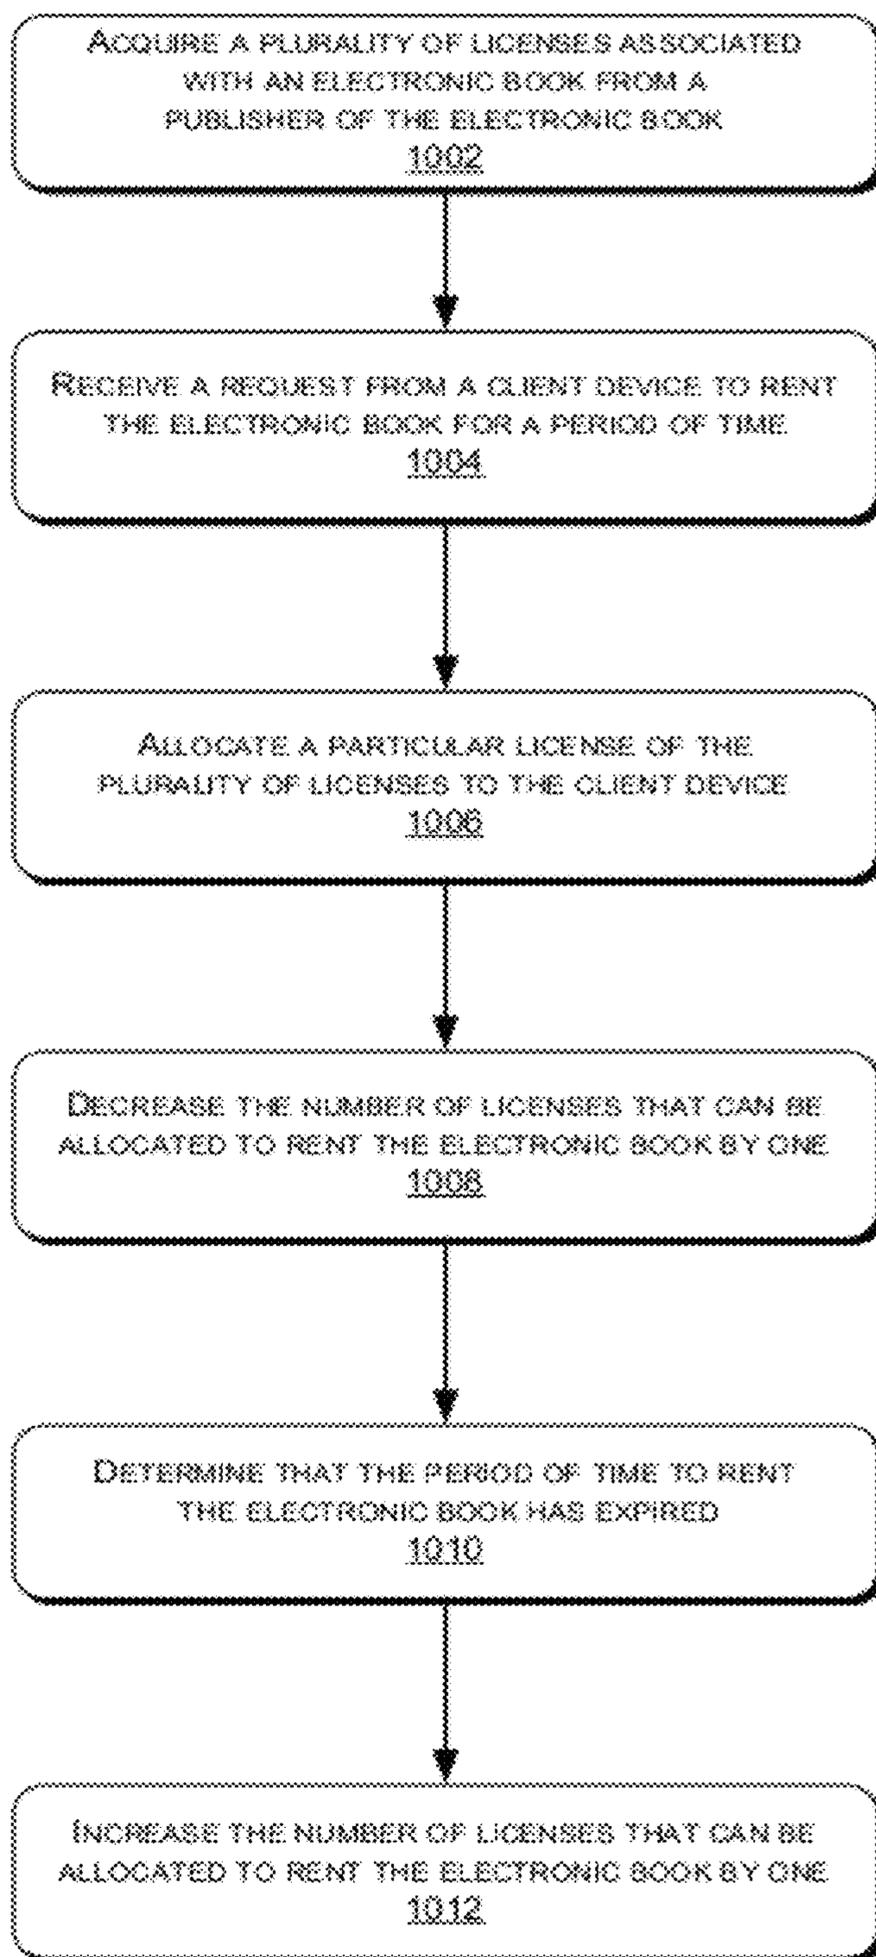 ACQUIRE A PLURALITY OF LICENSES ASSOCIATED
WITH AN ELECTRONIC BOOK FROM A
PUBLISHER OF THE ELECTRONIC BOOK
1002
RECEIVE A REQUEST FROM A CLIENT DEVICE TO RENT
THE ELECTRONIC BOOK FOR A PERIOD OF TIME
1004
ALLOCATE A PARTICULAR LICENSE OF THE
PLURALITY OF LICENSES TO THE CLIENT DEVICE
1006
DECREASE THE NUMBER OF LICENSES THAT CAN BE
ALLOCATED TO RENT THE ELECTRONIC BOOK BY ONE
1008
DETERMINE THAT THE PERIOD OF TIME TO RENT
THE ELECTRONIC BOOK HAS EXPIRED
1010
INCREASE THE NUMBER OF LICENSES THAT CAN BE
ALLOCATED TO RENT THE ELECTRONIC BOOK BY ONE
1012